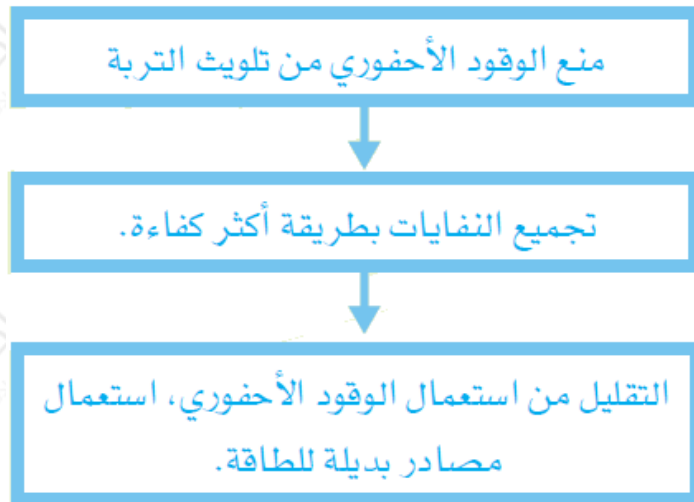 منع الوقود الأحفوري من تلويث التربة
تجميع النفايات بطريقة أكثر كفاءة.
التقليل من استعمال الوقود الأحفوري، استعمال
مصادر بديلة للطاقة.